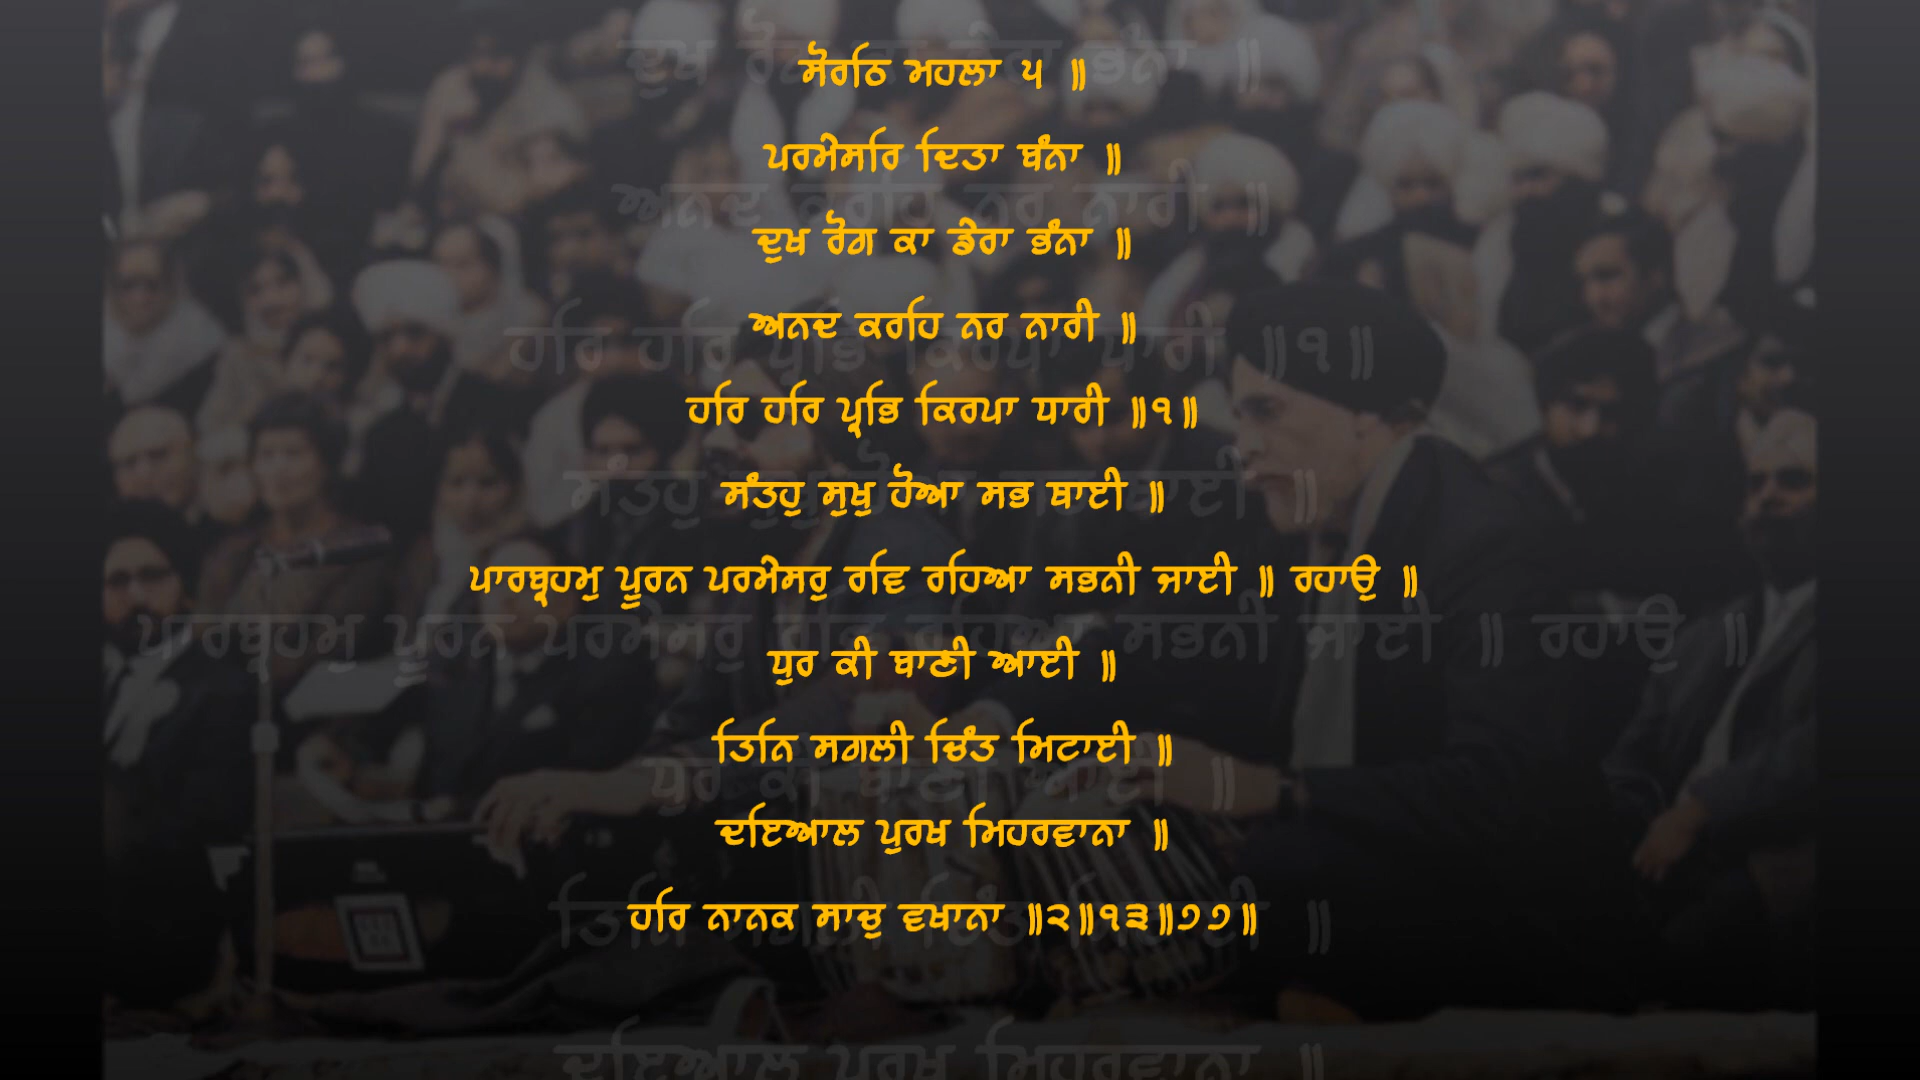 ਸੋਰਠਿ ਮਹਲਾ ੫ ॥
ਪਰਮੇਸਰਿ ਦਿਤਾ ਬੰਨਾ ॥
ਦੁਖ ਰੋਗ ਕਾ ਡੇਰਾ ਭੰਨਾ ॥
ਅਨਦ ਕਰਹਿ ਨਰ ਨਾਰੀ ॥
ਹਰਿ ਹਰਿ ਪ੍ਰਭਿ ਕਿਰਪਾ ਧਾਰੀ ॥੧॥
ਸੰਤਹੁ ਸੁਖੁ ਹੋਆ ਸਭ ਥਾਈ ॥
ਪਾਰਬ੍ਰਹਮੁ ਪੂਰਨ ਪਰਮੇਸਰੁ ਰਵਿ ਰਹਿਆ ਸਭਨੀ ਜਾਈ ॥ ਰਹਾਉ ॥
ਧੁਰ ਕੀ ਬਾਣੀ ਆਈ ॥
ਤਿਨਿ ਸਗਲੀ ਚਿੰਤ ਮਿਟਾਈ ॥
ਦਇਆਲ ਪੁਰਖ ਮਿਹਰਵਾਨਾ ॥
ਹਰਿ ਨਾਨਕ ਸਾਚੁ ਵਖਾਨਾ ॥੨॥੧੩॥੭੭॥